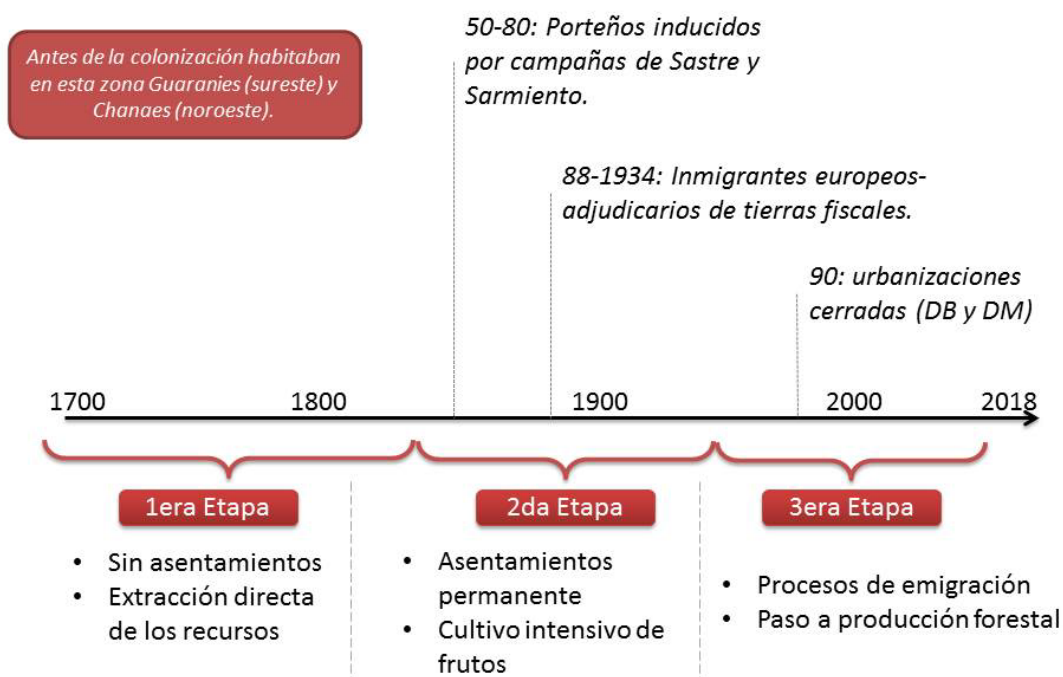 Antes de la colonización habitaban
en esta zona Guaranies (sureste) y
Chanaes (noroeste).
50-80: Porteños inducidos
por campañas de Sastre y
Sarmiento.
88-1934: Inmigrantes europeos-
adjudicarios de tierras fiscales.
90: urbanizaciones
cerradas (DB y DM)
1700
1800
1900
2000
2018
1era Etapa
2da Etapa
3era Etapa
• Sin asentamientos
• Extracción directa
de los recursos
• Asentamientos
permanente
• Cultivo intensivo de
frutos
• Procesos de emigración
• Paso a producción forestal